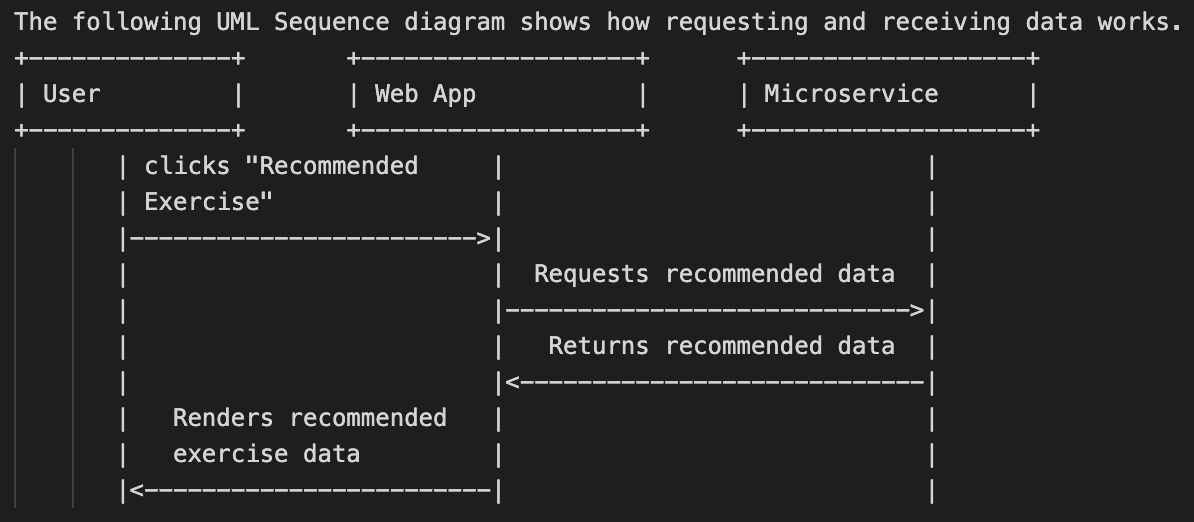 The following UML Sequence diagram shows how requesting and receiving data works.
+--------------+       +-------------------+      +-------------------+
| User         |       | Web App           |      | Microservice      |
+--------------+       +-------------------+      +-------------------+
       | clicks "Recommended     |                             |
       | Exercise"               |                             |
       |------------------------>|                             |
       |                         |  Requests recommended data  |
       |                         |---------------------------->|
       |                         |   Returns recommended data  |
       |                         |<----------------------------|
       |   Renders recommended   |                             |
       |   exercise data         |                             |
       |<------------------------|                             |